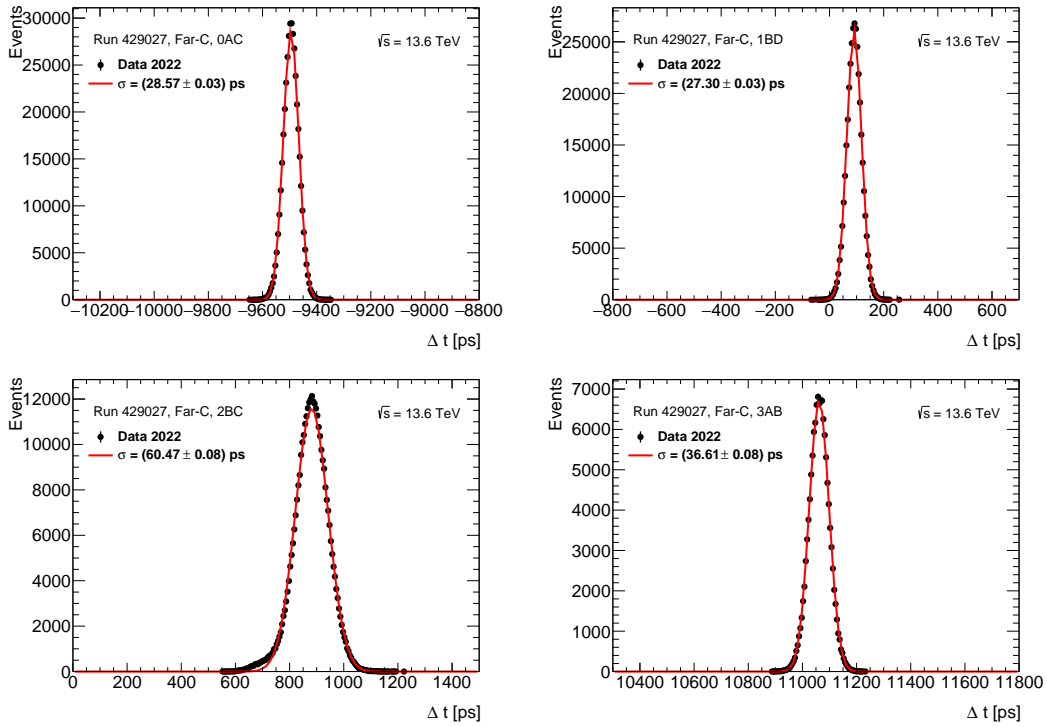 Events
30000
25000
20000
15000
10000
5000
0
Run 429027, Far-C, 0AC
√s = 13.6 TeV
Data 2022
σ = (28.57 ± 0.03) ps
−10200 −10000 −9800 −9600 −9400 −9200 −9000 −8800
Δ t [ps]
Events
25000
20000
15000
10000
5000
0
Run 429027, Far-C, 1BD
√s = 13.6 TeV
Data 2022
σ = (27.30 ± 0.03) ps
−800 −600 −400 −200 0 200 400 600
Δ t [ps]
Events
12000
10000
8000
6000
4000
2000
0
Run 429027, Far-C, 2BC
√s = 13.6 TeV
Data 2022
σ = (60.47 ± 0.08) ps
0 200 400 600 800 1000 1200 1400
Δ t [ps]
Events
7000
6000
5000
4000
3000
2000
1000
0
Run 429027, Far-C, 3AB
√s = 13.6 TeV
Data 2022
σ = (36.61 ± 0.08) ps
10400 10600 10800 11000 11200 11400 11600 11800
Δ t [ps]